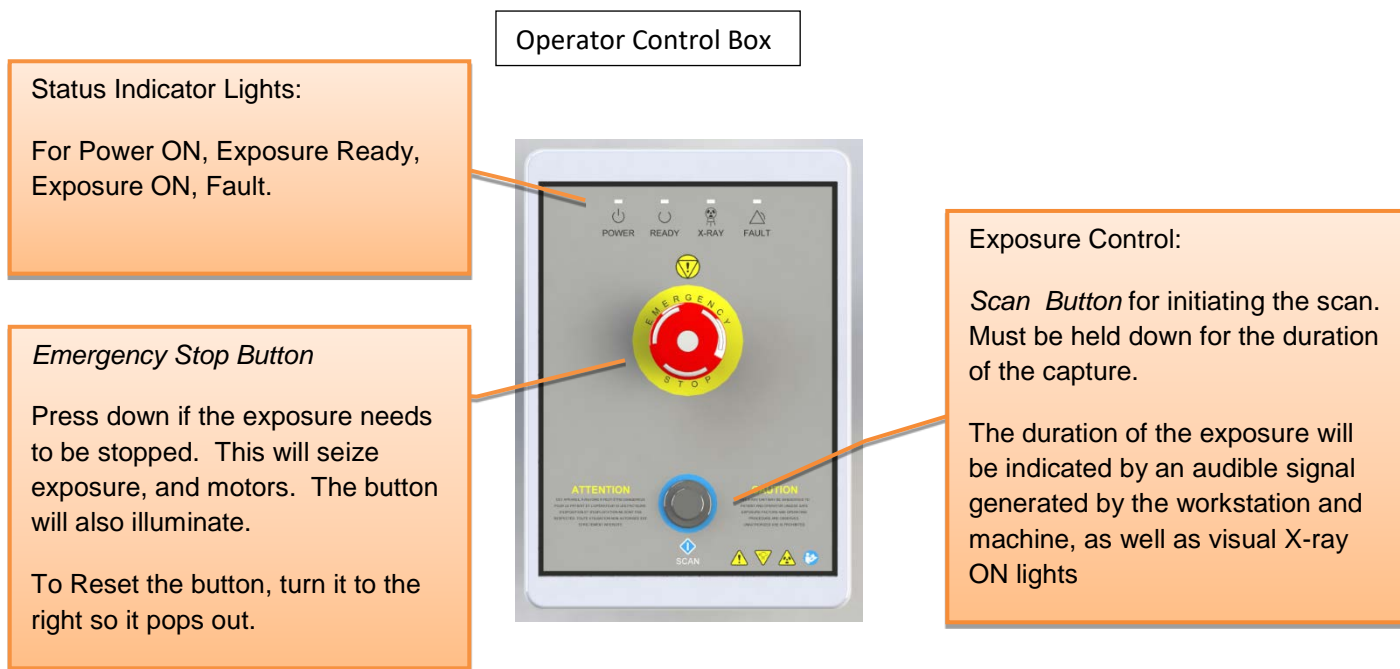 Operator Control Box
Status Indicator Lights:
For Power ON, Exposure Ready,
Exposure ON, Fault.
Emergency Stop Button
Press down if the exposure needs
to be stopped. This will seize
exposure, and motors. The button
will also illuminate.
To Reset the button, turn it to the
right so it pops out.
POWER READY X-RAY FAULT
EMERGENCY
STOP
ATTENTION
CAUTION
SCAN
Exposure Control:
Scan Button for initiating the scan.
Must be held down for the duration
of the capture.
The duration of the exposure will
be indicated by an audible signal
generated by the workstation and
machine, as well as visual X-ray
ON lights